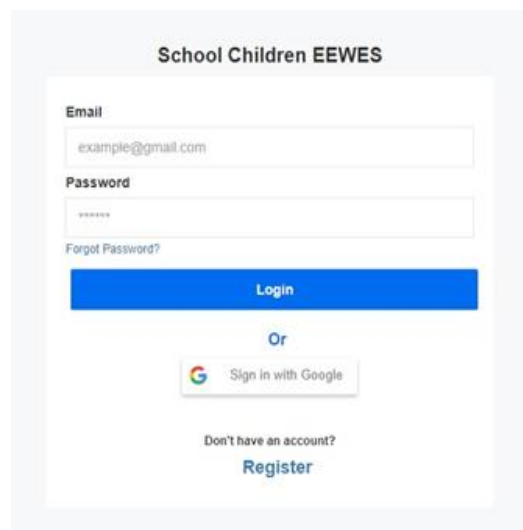 School Children EEWES
Email
example@gmail.com
Password
******
Forgot Password?
Login
Or
Sign in with Google
Don't have an account?
Register